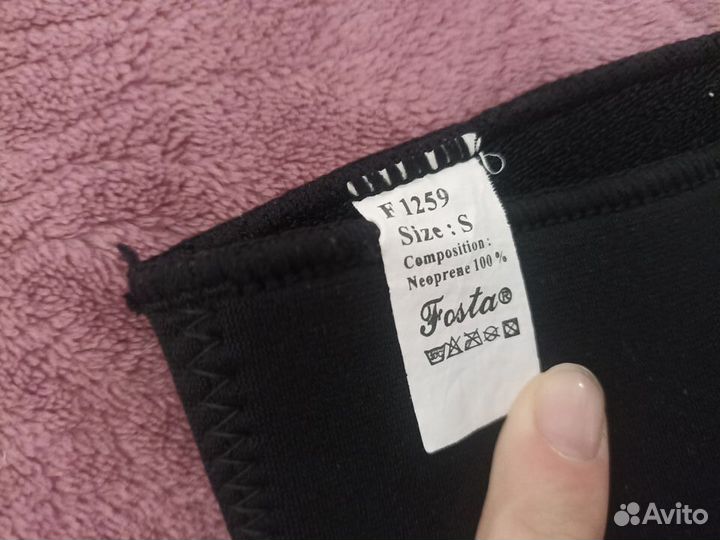 F 1259
Size : S
Composition :
Neoprene 100 %
Fosta®
Avito